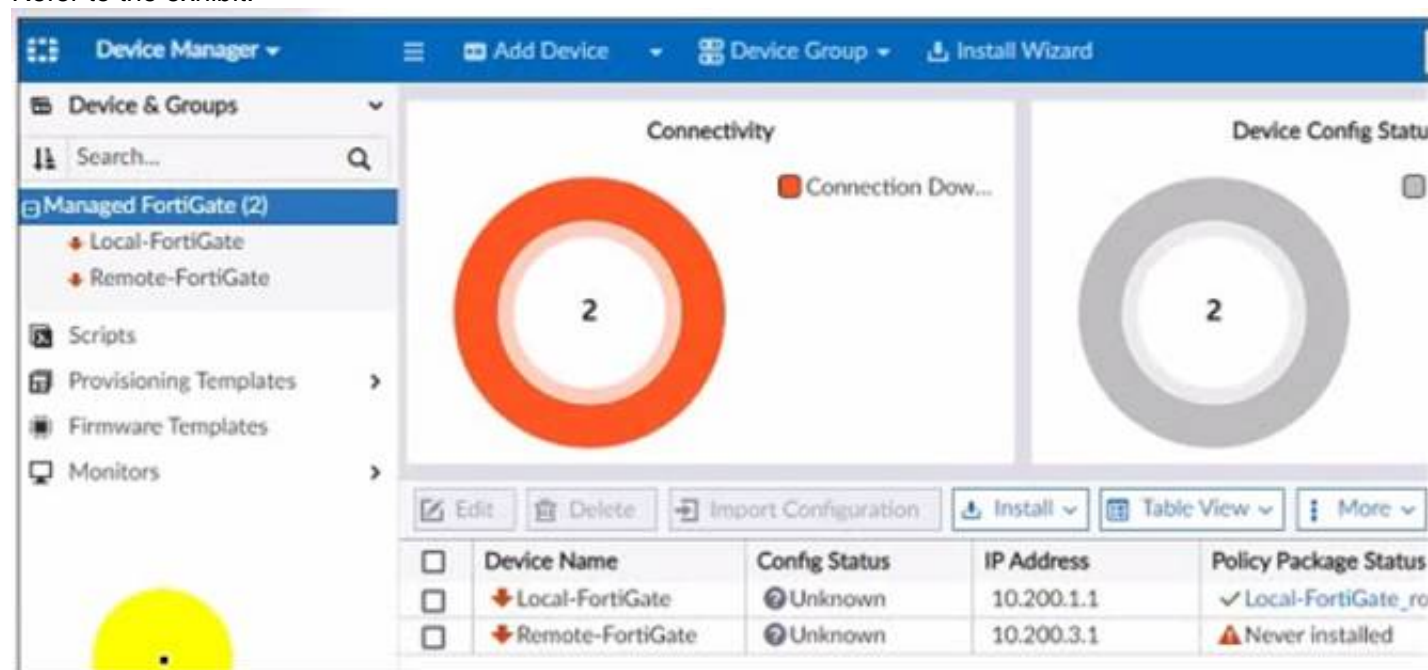 Device Manager
Add Device
Device Group
Install Wizard
Device & Groups
Search...
Managed FortiGate (2)
Local-FortiGate
Remote-FortiGate
Scripts
Provisioning Templates
Firmware Templates
Monitors
Connectivity
Connection Dow...
2
Device Config Statu
2
Edit Delete Import Configuration Install Table View More
Device Name Config Status IP Address Policy Package Status
Local-FortiGate Unknown 10.200.1.1 Local-FortiGate_ro
Remote-FortiGate Unknown 10.200.3.1 Never installed